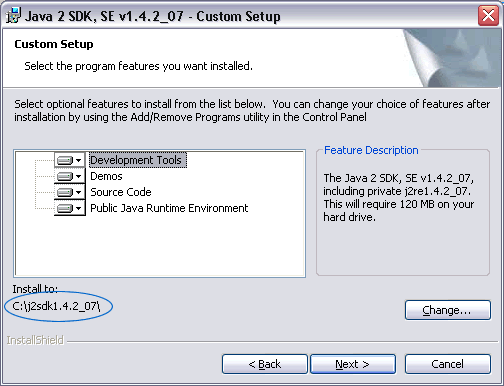 Java 2 SDK, SE v1.4.2_07 - Custom Setup
Custom Setup
Select the program features you want installed.
Select optional features to install from the list below. You can change your choice of features after
installation by using the Add/Remove Programs utility in the Control Panel
Development Tools
Demos
Source Code
Public Java Runtime Environment
Feature Description
The Java 2 SDK, SE v1.4.2_07,
including private j2re1.4.2_07.
This will require 120 MB on your
hard drive.
Install to:
C:\j2sdk1.4.2_07\
Change...
InstallShield
< Back
Next >
Cancel